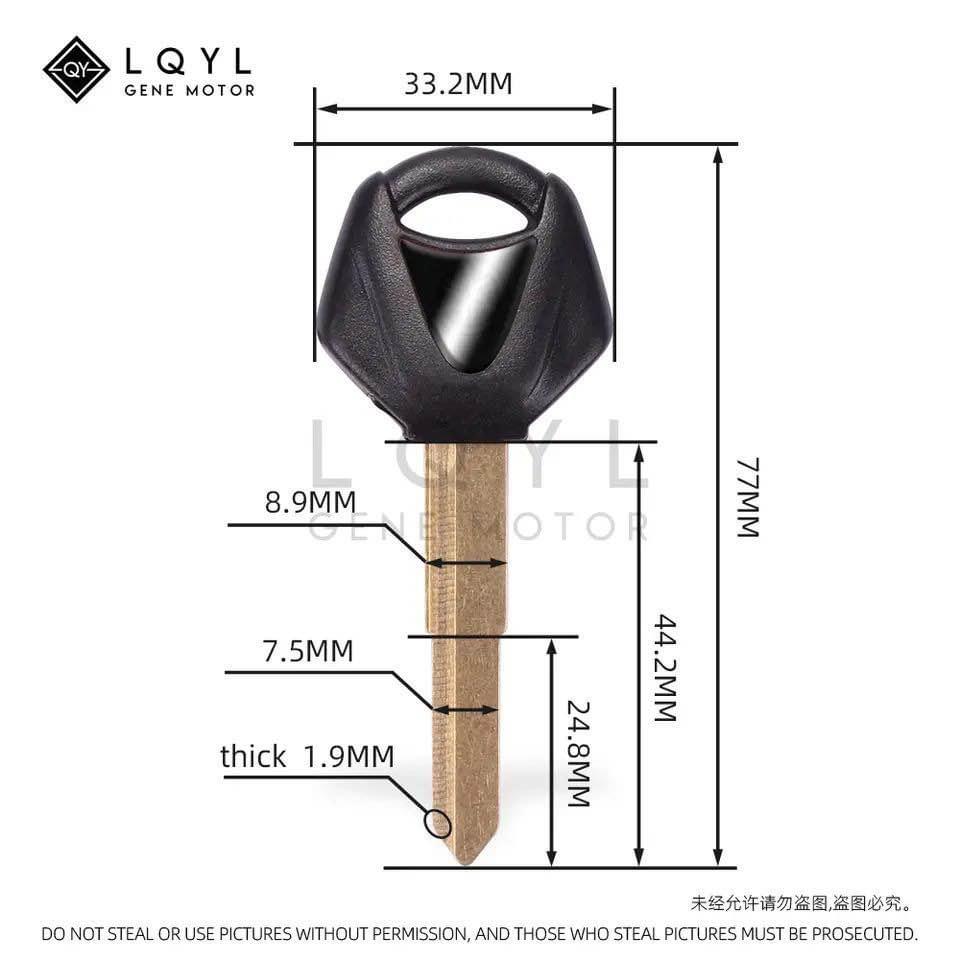 QY
LQYL
GENE MOTOR
33.2MM
LQYL
GENE MOTOR
77MM
8.9MM
44.2MM
7.5MM
24.8MM
thick 1.9MM
未经允许请勿盗图,盗图必究。
DO NOT STEAL OR USE PICTURES WITHOUT PERMISSION, AND THOSE WHO STEAL PICTURES MUST BE PROSECUTED.